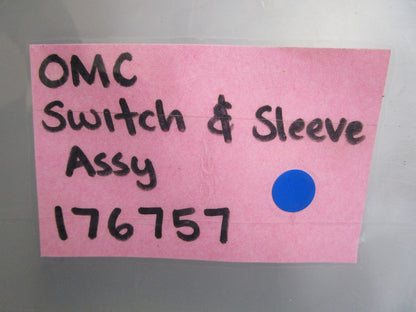 OMC
Switch & Sleeve
Assy
176757